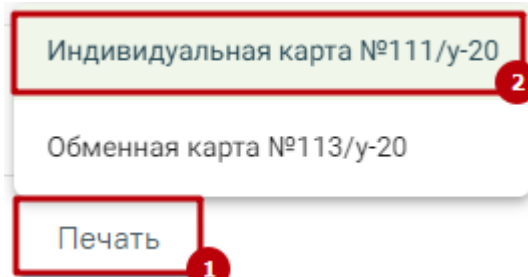 Индивидуальная карта №111/у-20
2
Обменная карта №113/у-20
Печать
1